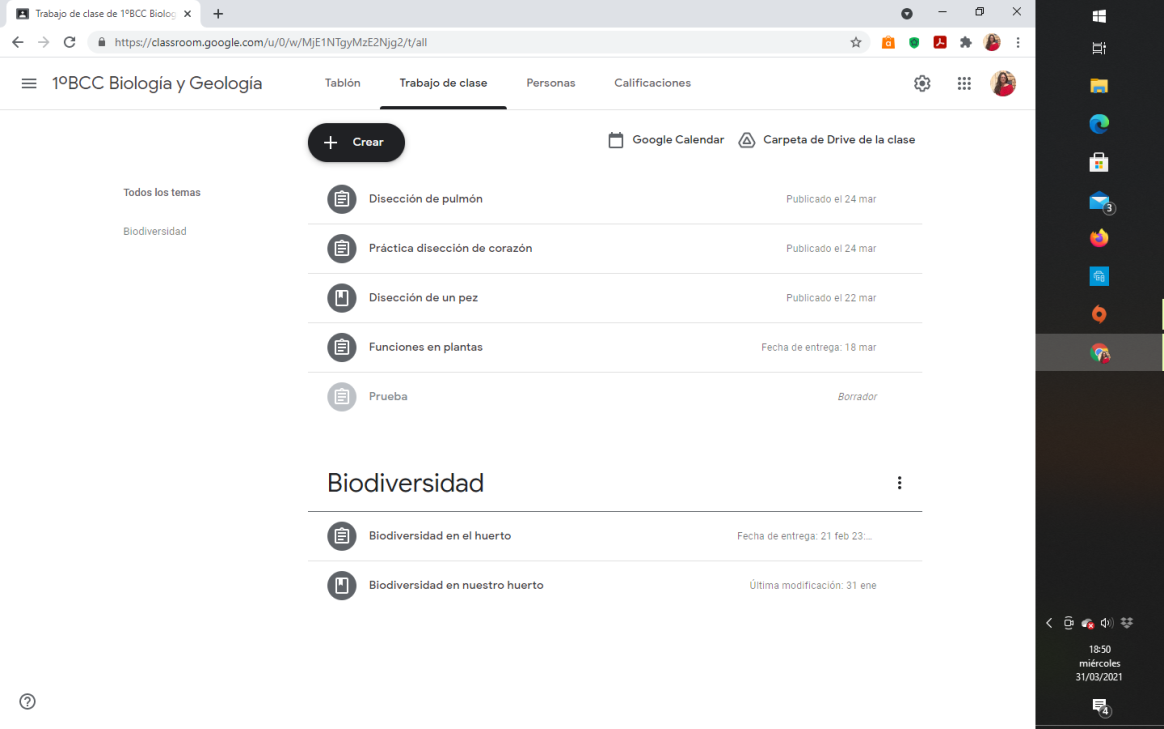 Trabajo de clase de 1ºBCC Biolog
https://classroom.google.com/u/0/w/MjE1NTgyMzE2Njg2/t/all
1ºBCC Biología y Geología
Tablón
Trabajo de clase
Personas
Calificaciones
Crear
Google Calendar
Carpeta de Drive de la clase
Todos los temas
Biodiversidad
Disección de pulmón
Publicado el 24 mar
Práctica disección de corazón
Publicado el 24 mar
Disección de un pez
Publicado el 22 mar
Funciones en plantas
Fecha de entrega: 18 mar
Prueba
Borrador
Biodiversidad
Biodiversidad en el huerto
Fecha de entrega: 21 feb 23:...
Biodiversidad en nuestro huerto
Última modificación: 31 ene
3
18:50
miércoles
31/03/2021
4